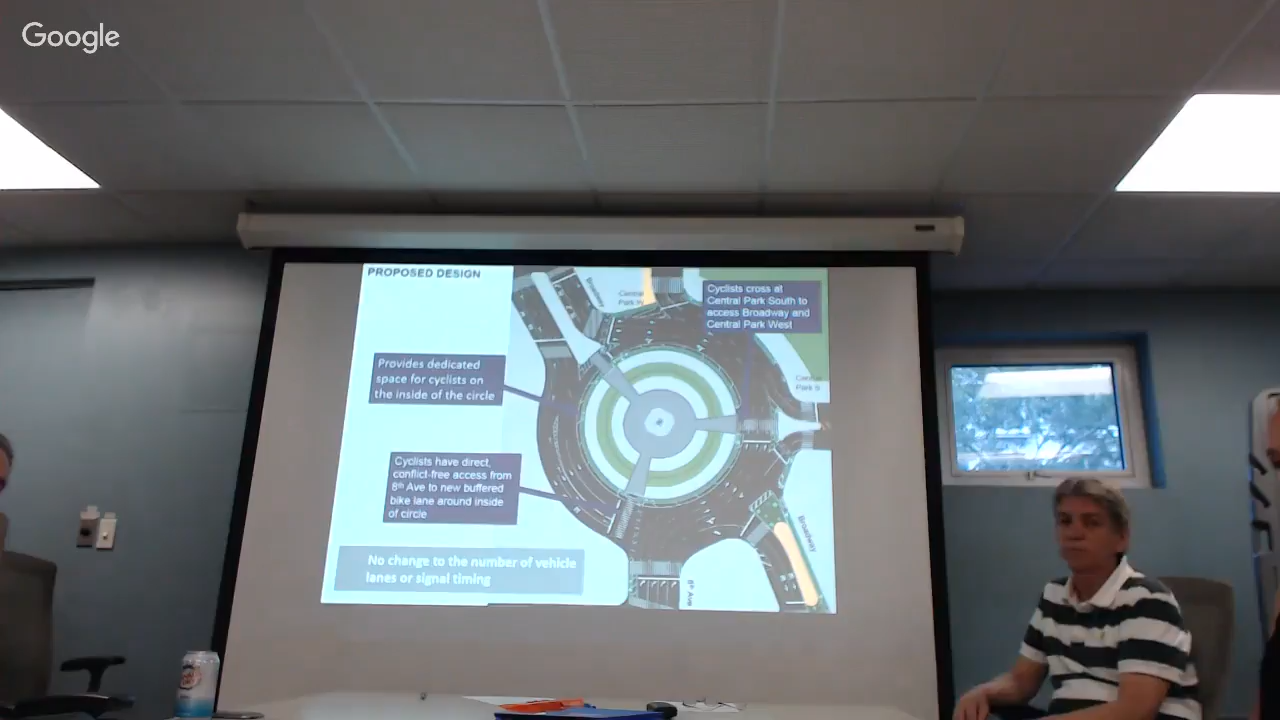 Google
PROPOSED DESIGN
Cyclists cross at
Central Park South to
access Broadway and
Central Park West
Provides dedicated
space for cyclists on
the inside of the circle
Central
Park S
Cyclists have direct,
conflict-free access from
8th Ave to new buffered
bike lane around inside
of circle
Broadway
No change to the number of vehicle
lanes or signal timing
8th Ave